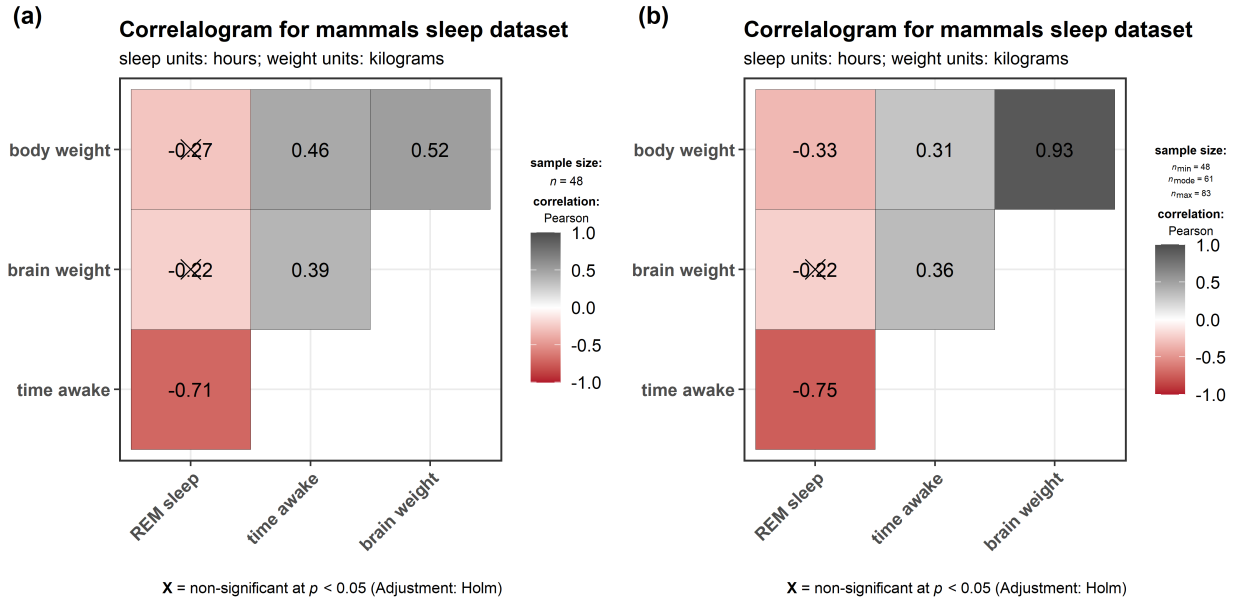 (a)
Correlalogram for mammals sleep dataset
sleep units: hours; weight units: kilograms
body weight
brain weight
time awake
-0.27
0.46
0.52
-0.22
0.39
-0.71
REM sleep
time awake
brain weight
sample size:
n = 48
correlation:
Pearson
1.0
0.5
0.0
-0.5
-1.0
X = non-significant at p < 0.05 (Adjustment: Holm)
(b)
Correlalogram for mammals sleep dataset
sleep units: hours; weight units: kilograms
body weight
brain weight
time awake
-0.33
0.31
0.93
-0.22
0.36
-0.75
REM sleep
time awake
brain weight
sample size:
nmin = 48
nmode = 61
nmax = 83
correlation:
Pearson
1.0
0.5
0.0
-0.5
-1.0
X = non-significant at p < 0.05 (Adjustment: Holm)